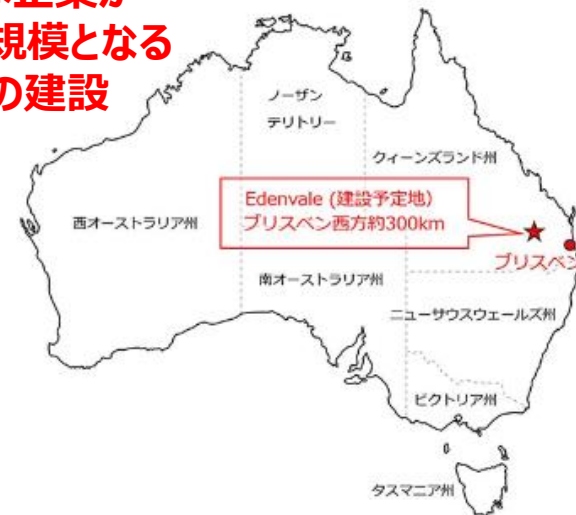 企業が
規模となる
の建設
ノーザン
テリトリー
クィーンズランド州
Edenvale (建設予定地)
ブリスベン西方約300km
西オーストラリア州
ブリスベン
南オーストラリア州
ニューサウスウェールズ州
ビクトリア州
タスマニア州